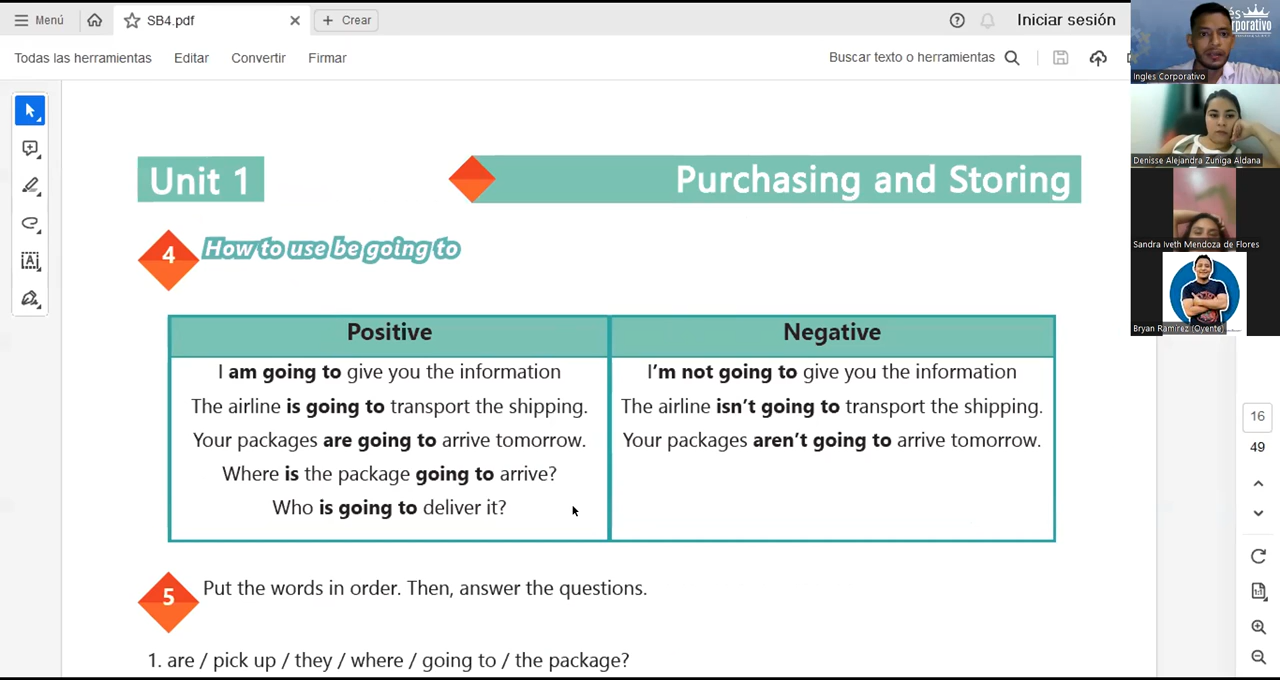 Menú
SB4.pdf
Crear
Iniciar sesión
Todas las herramientas
Editar
Convertir
Firmar
Buscar texto o herramientas
Unit 1
Purchasing and Storing
4
How to use be going to
Positive
Negative
I am going to give you the information
I'm not going to give you the information
The airline is going to transport the shipping.
The airline isn't going to transport the shipping.
Your packages are going to arrive tomorrow.
Your packages aren't going to arrive tomorrow.
Where is the package going to arrive?
Who is going to deliver it?
5
Put the words in order. Then, answer the questions.
1. are / pick up / they / where / going to / the package?
Ingles Corporativo
Denisse Alejandra Zuñiga Aldana
Sandra Iveth Mendoza de Flores
Bryan Ramirez (Oyente)
16
49